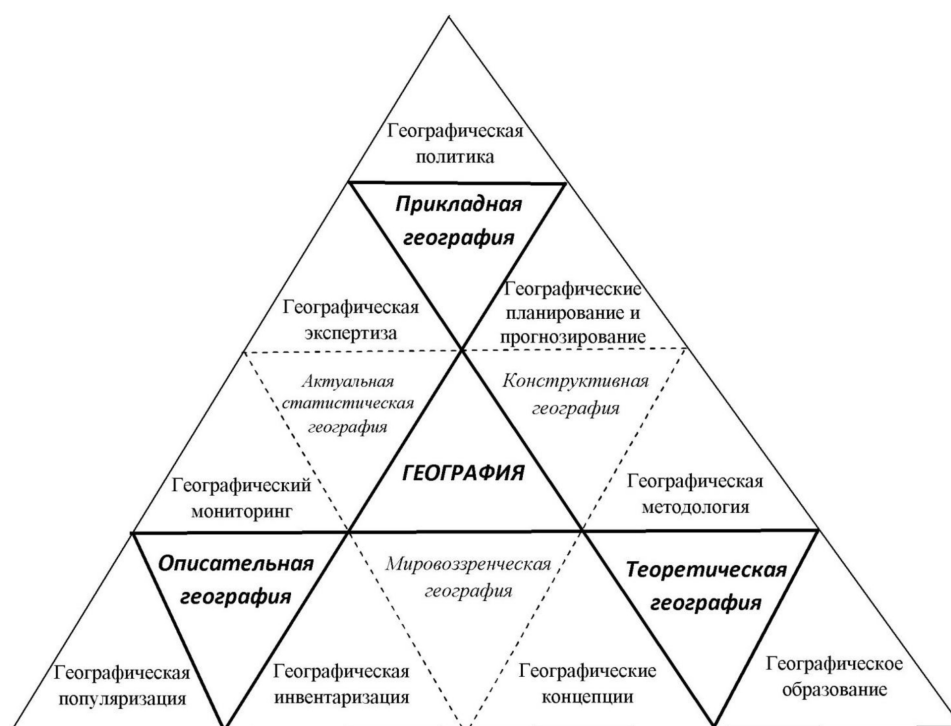 Географическая
политика
Прикладная
география
Географическая
экспертиза
Географические
планирование и
прогнозирование
Актуальная
статистическая
география
Конструктивная
география
ГЕОГРАФИЯ
Географический
мониторинг
Географическая
методология
Описательная
география
Мировоззренческая
география
Теоретическая
география
Географическая
популяризация
Географическая
инвентаризация
Географические
концепции
Географическое
образование